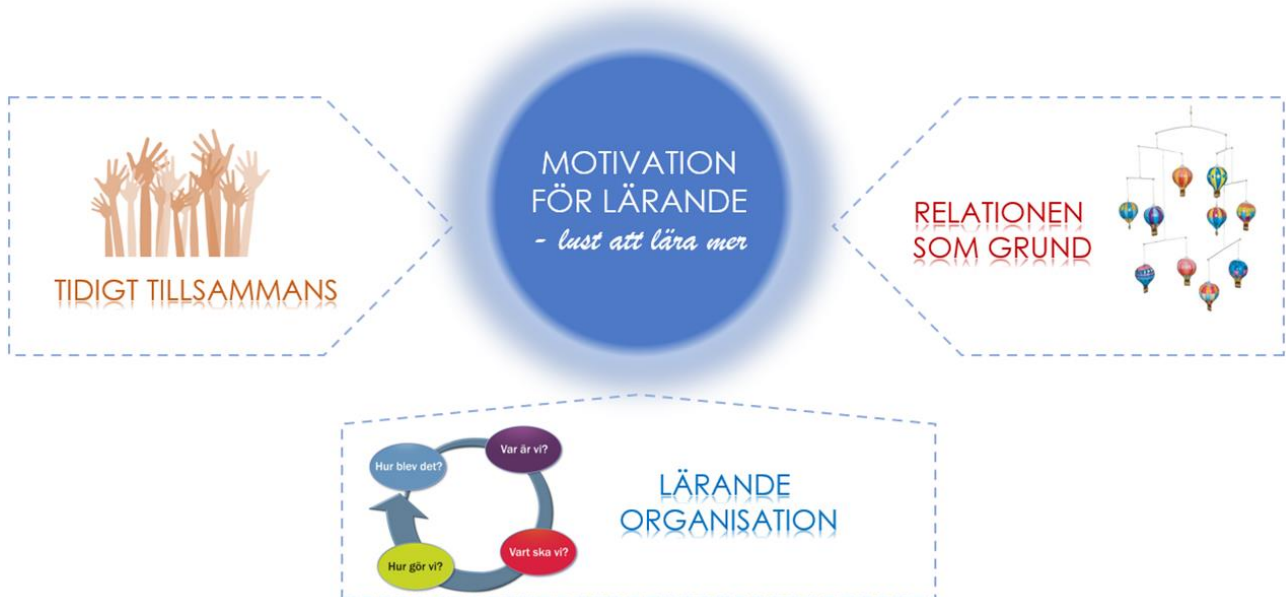 MOTIVATION
FÖR LÄRANDE
- lust att lära mer
TIDIGT TILLSAMMANS
RELATIONEN
SOM GRUND
Hur blev det?
Var är vi?
Vart ska vi?
Hur gör vi?
LÄRANDE
ORGANISATION